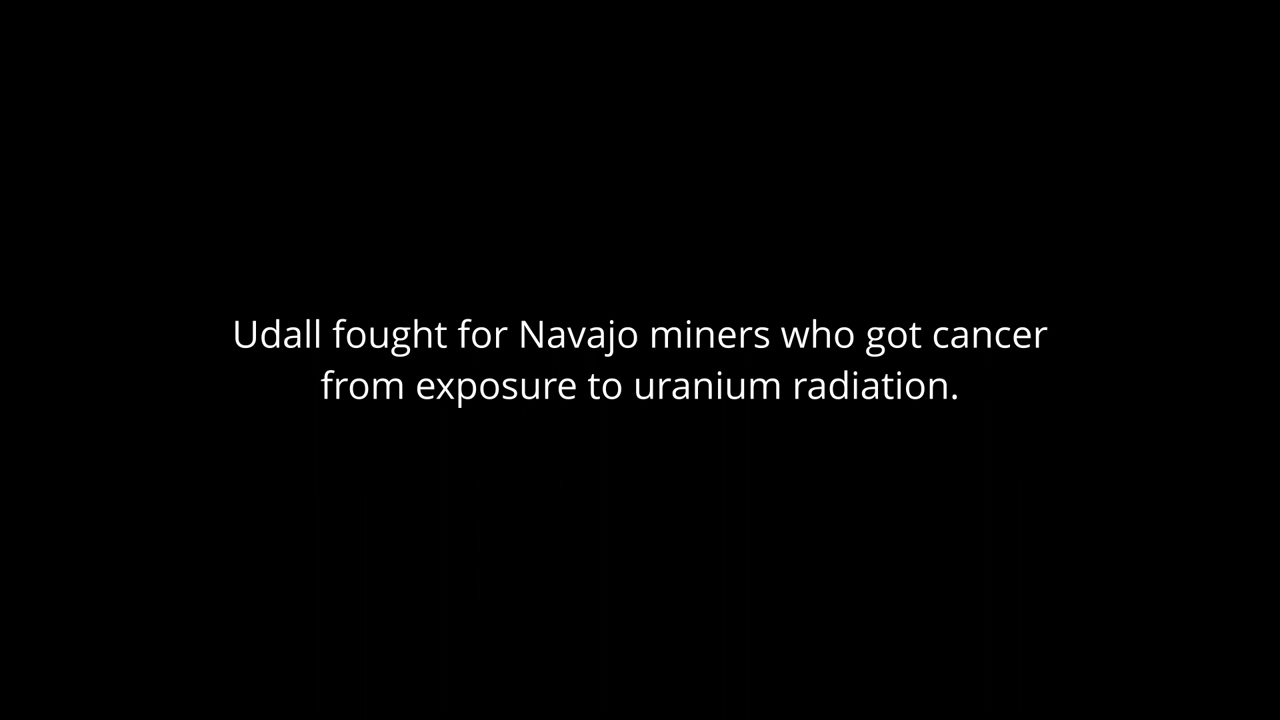 Udall fought for Navajo miners who got cancer
from exposure to uranium radiation.